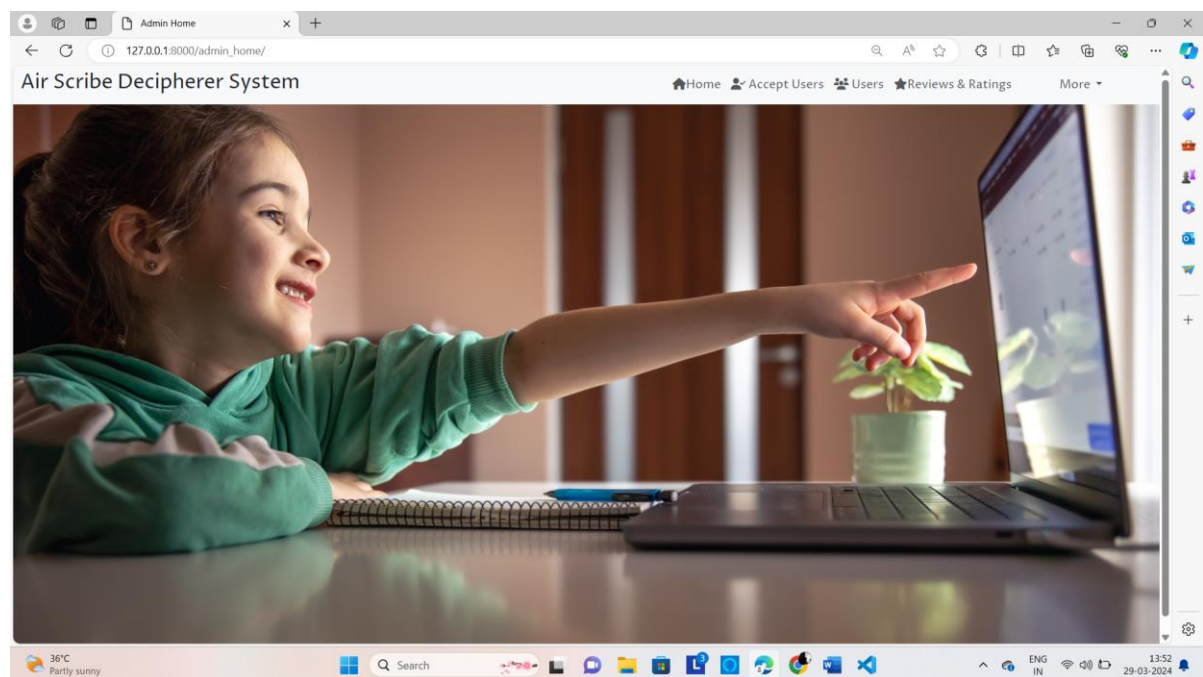 Admin Home
127.0.0.1:8000/admin_home/
Air Scribe Decipherer System
Home Accept Users Users Reviews & Ratings More
36°C
Partly sunny
Search
3
ENG
IN
13:52
29-03-2024